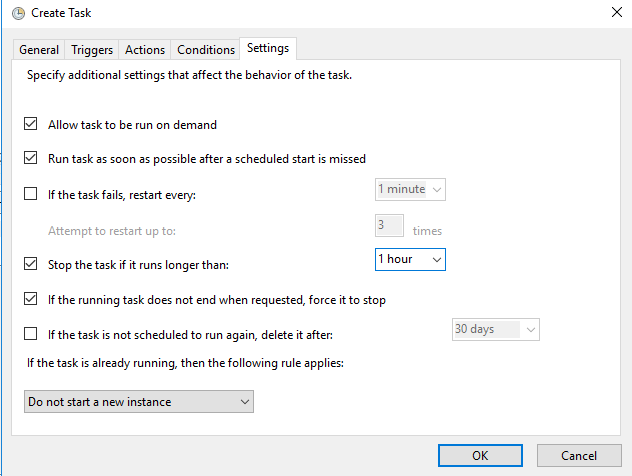 Create Task
General Triggers Actions Conditions Settings
Specify additional settings that affect the behavior of the task.
Allow task to be run on demand
Run task as soon as possible after a scheduled start is missed
If the task fails, restart every: 1 minute
Attempt to restart up to: 3 times
Stop the task if it runs longer than: 1 hour
If the running task does not end when requested, force it to stop
If the task is not scheduled to run again, delete it after: 30 days
If the task is already running, then the following rule applies:
Do not start a new instance
OK Cancel